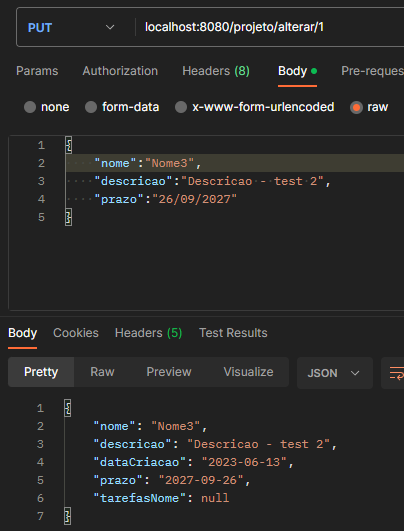 PUT localhost:8080/projeto/alterar/1
Params Authorization Headers (8) Body Pre-reques
none form-data x-www-form-urlencoded raw
1 {
2 ····"nome":"Nome3",
3 ····"descricao":"Descricao·-·test·2",
4 ····"prazo":"26/09/2027"
5 }
Body Cookies Headers (5) Test Results
Pretty Raw Preview Visualize JSON
1 {
2 "nome": "Nome3",
3 "descricao": "Descricao - test 2",
4 "dataCriacao": "2023-06-13",
5 "prazo": "2027-09-26",
6 "tarefasNome": null
7 }